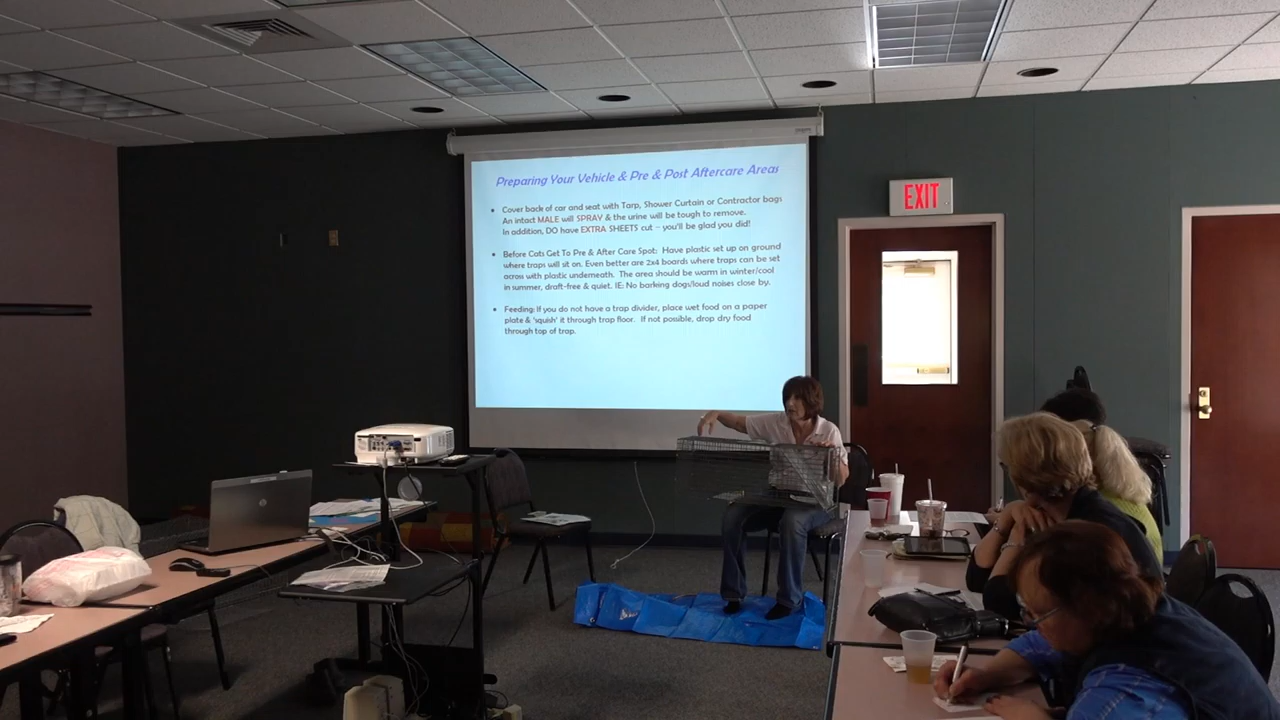 Preparing Your Vehicle & Pre & Post Aftercare Areas
• Cover back of car and seat with Tarp, Shower Curtain or Contractor bags
An intact MALE will SPRAY & the urine will be tough to remove.
In addition, DO have EXTRA SHEETS cut – you'll be glad you did!
• Before Cats Get To Pre & After Care Spot: Have plastic set up on ground
where traps will sit on. Even better are 2x4 boards where traps can be set
across with plastic underneath. The area should be warm in winter/cool
in summer, draft-free & quiet. IE: No barking dogs/loud noises close by.
• Feeding: If you do not have a trap divider, place wet food on a paper
plate & 'squish' it through trap floor. If not possible, drop dry food
through top of trap.
EXIT